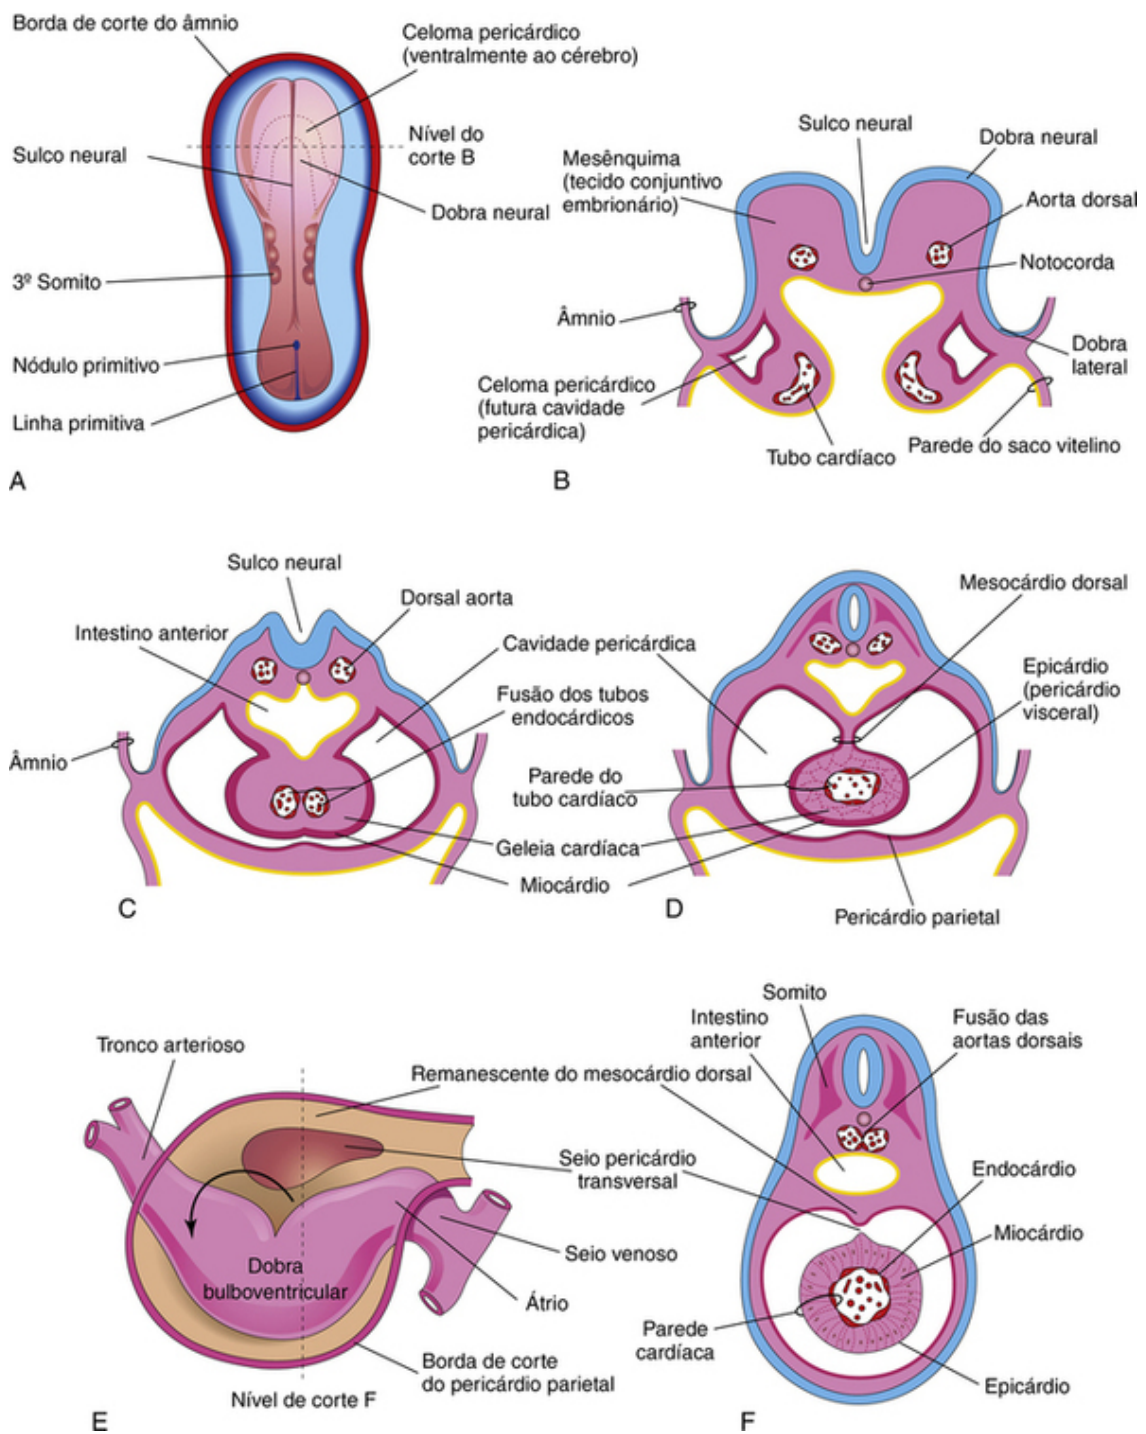 Borda de corte do âmnio
Celoma pericárdico
(ventralmente ao cérebro)
Nível do
corte B
Sulco neural
Dobra neural
3º Somito
Nódulo primitivo
Linha primitiva
A
Sulco neural
Dobra neural
Mesênquima
(tecido conjuntivo
embrionário)
Aorta dorsal
Notocorda
Âmnio
Dobra
lateral
Celoma pericárdico
(futura cavidade
pericárdica)
Tubo cardíaco
Parede do saco vitelino
B
Sulco neural
Dorsal aorta
Intestino anterior
Cavidade pericárdica
Fusão dos tubos
endocárdicos
Âmnio
Parede do
tubo cardíaco
Geleia cardíaca
Miocárdio
C
Mesocárdio dorsal
Epicárdio
(pericárdio
visceral)
D
Pericárdio parietal
Tronco arterioso
Remanescente do mesocárdio dorsal
Seio pericárdio
transversal
Seio venoso
Dobra
bulboventricular
Átrio
Borda de corte
do pericárdio parietal
Nível de corte F
E
Somito
Intestino
anterior
Fusão das
aortas dorsais
Endocárdio
Miocárdio
Parede
cardíaca
Epicárdio
F